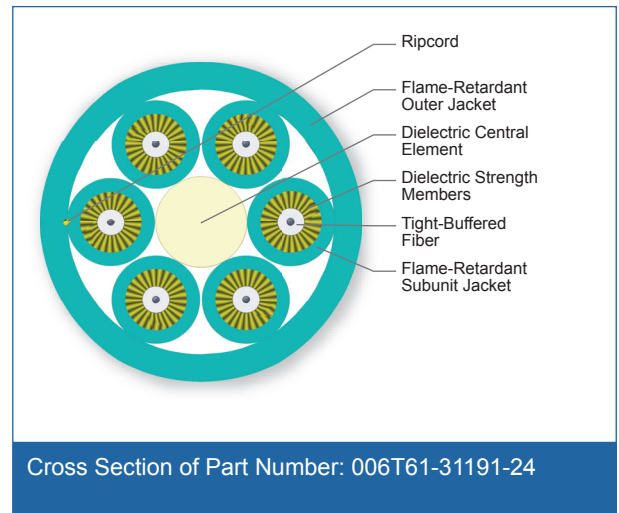 Ripcord
Flame-Retardant
Outer Jacket
Dielectric Central
Element
Dielectric Strength
Members
Tight-Buffered
Fiber
Flame-Retardant
Subunit Jacket
Cross Section of Part Number: 006T61-31191-24